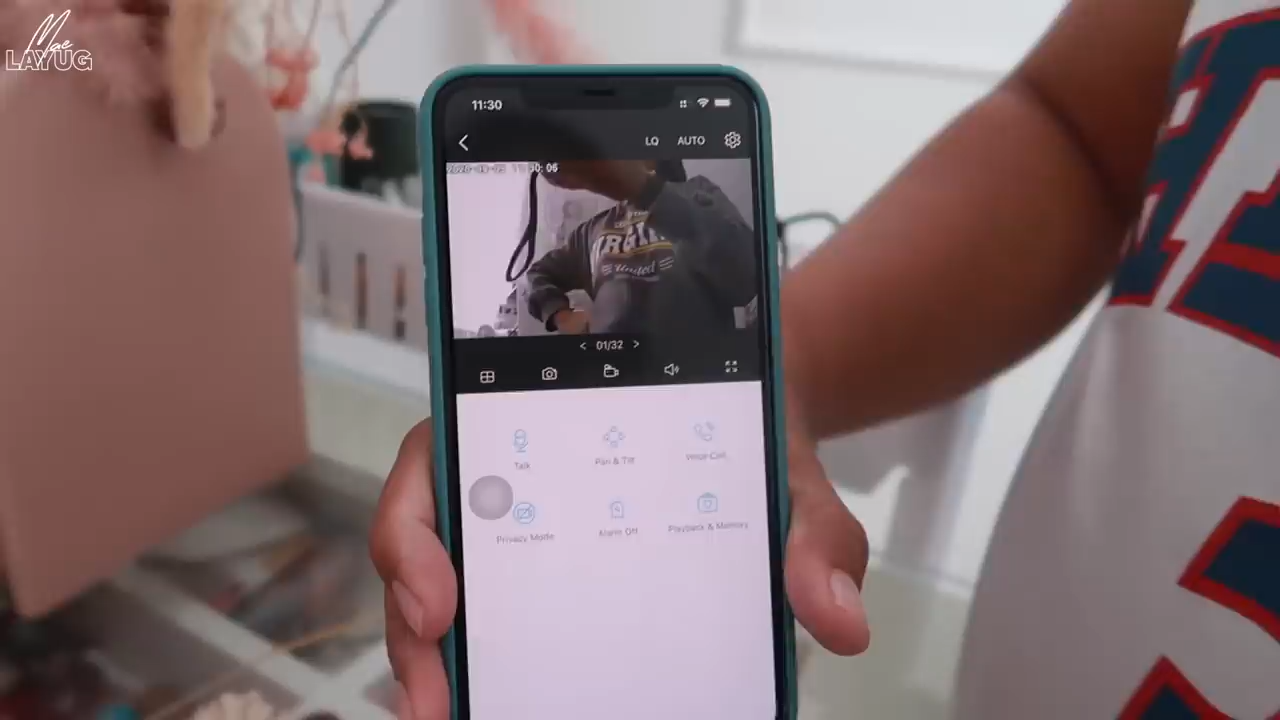 Mae
LAYUG
11:30
LQ AUTO
United
01/32
Talk
Pan & Tilt
Voice Call
Privacy Mode
Alarm Off
Playback & Memory